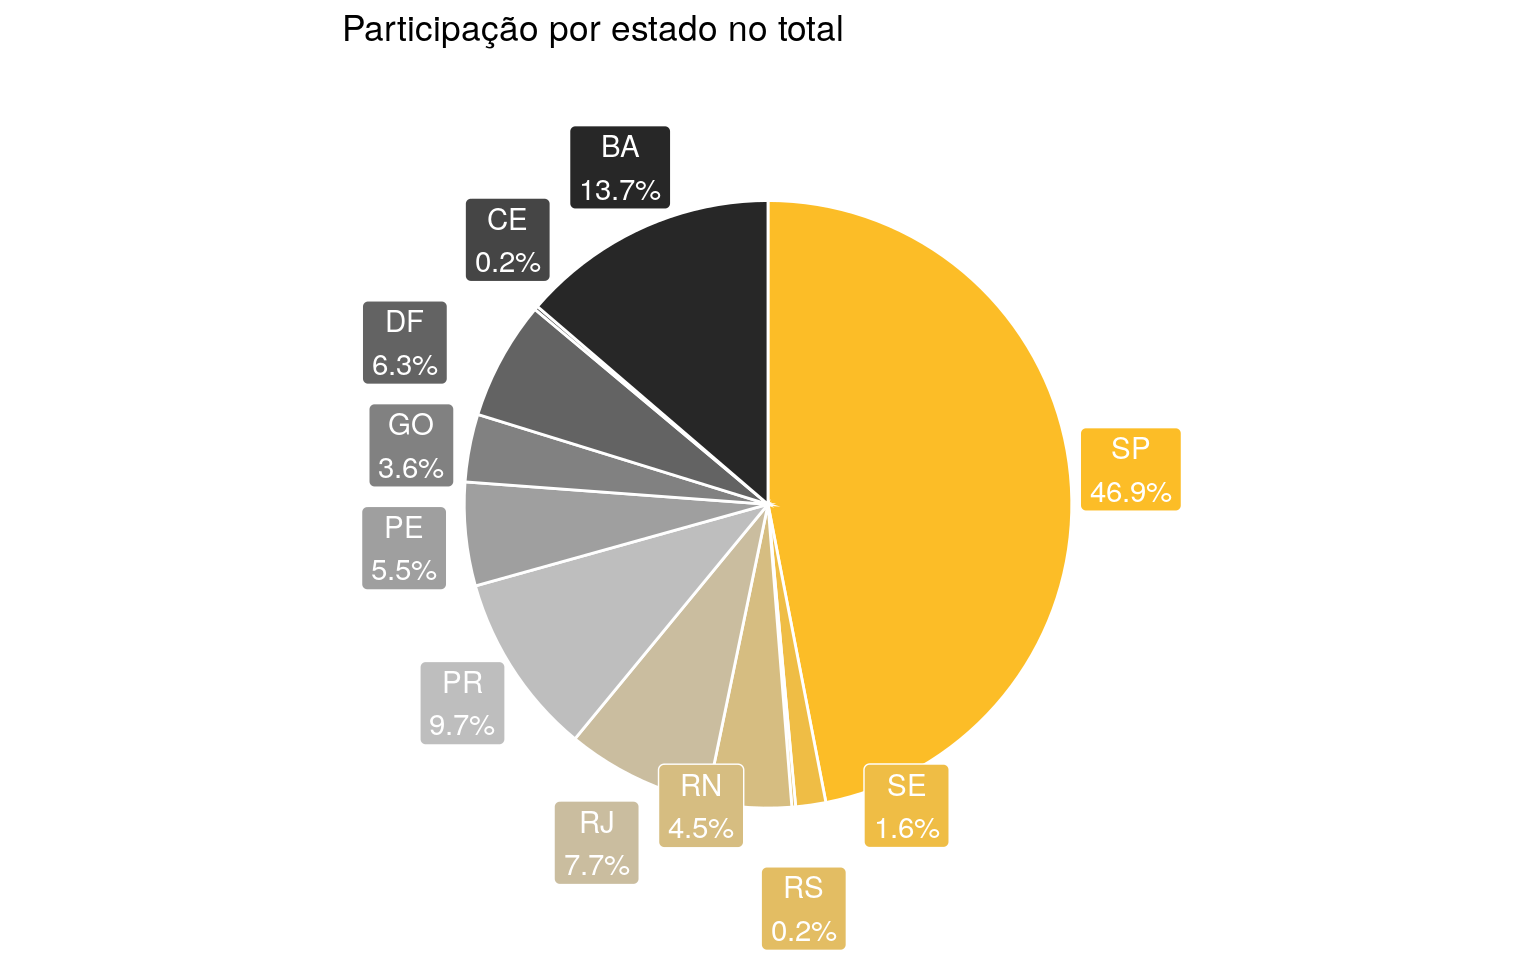 Participação por estado no total
BA
13.7%
CE
0.2%
DF
6.3%
GO
3.6%
SP
46.9%
PE
5.5%
PR
9.7%
RN
4.5%
SE
1.6%
RJ
7.7%
RS
0.2%